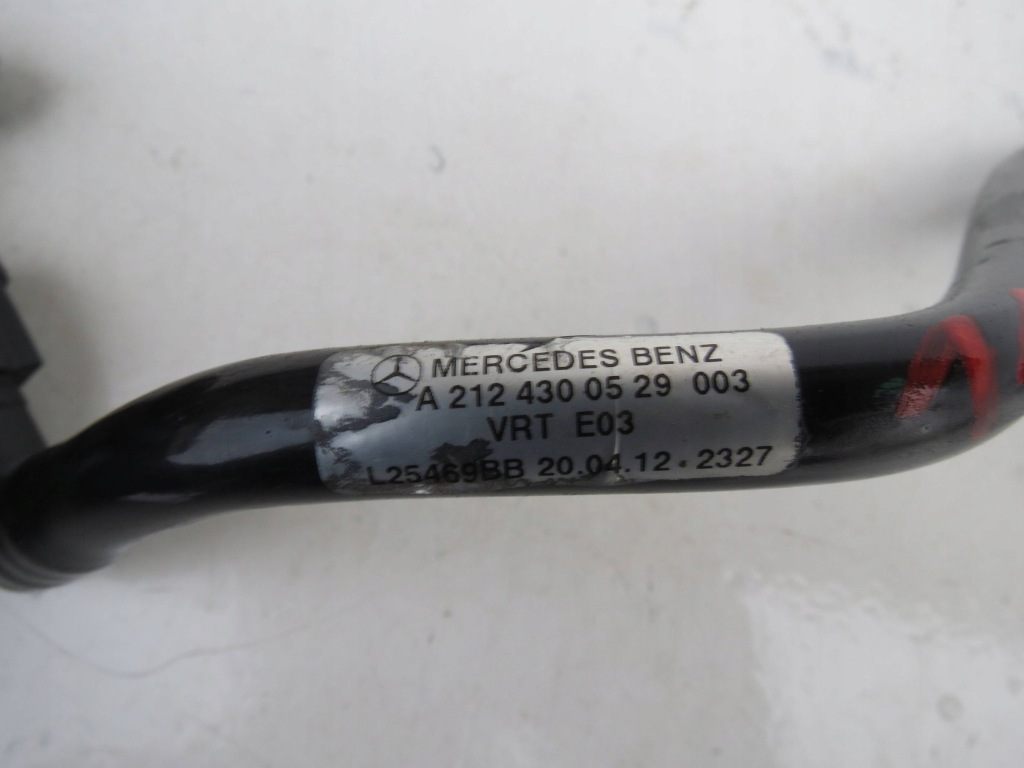 MERCEDES BENZ
A 212 430 05 29 003
VRT E03
L25469BB 20.04.12 2327